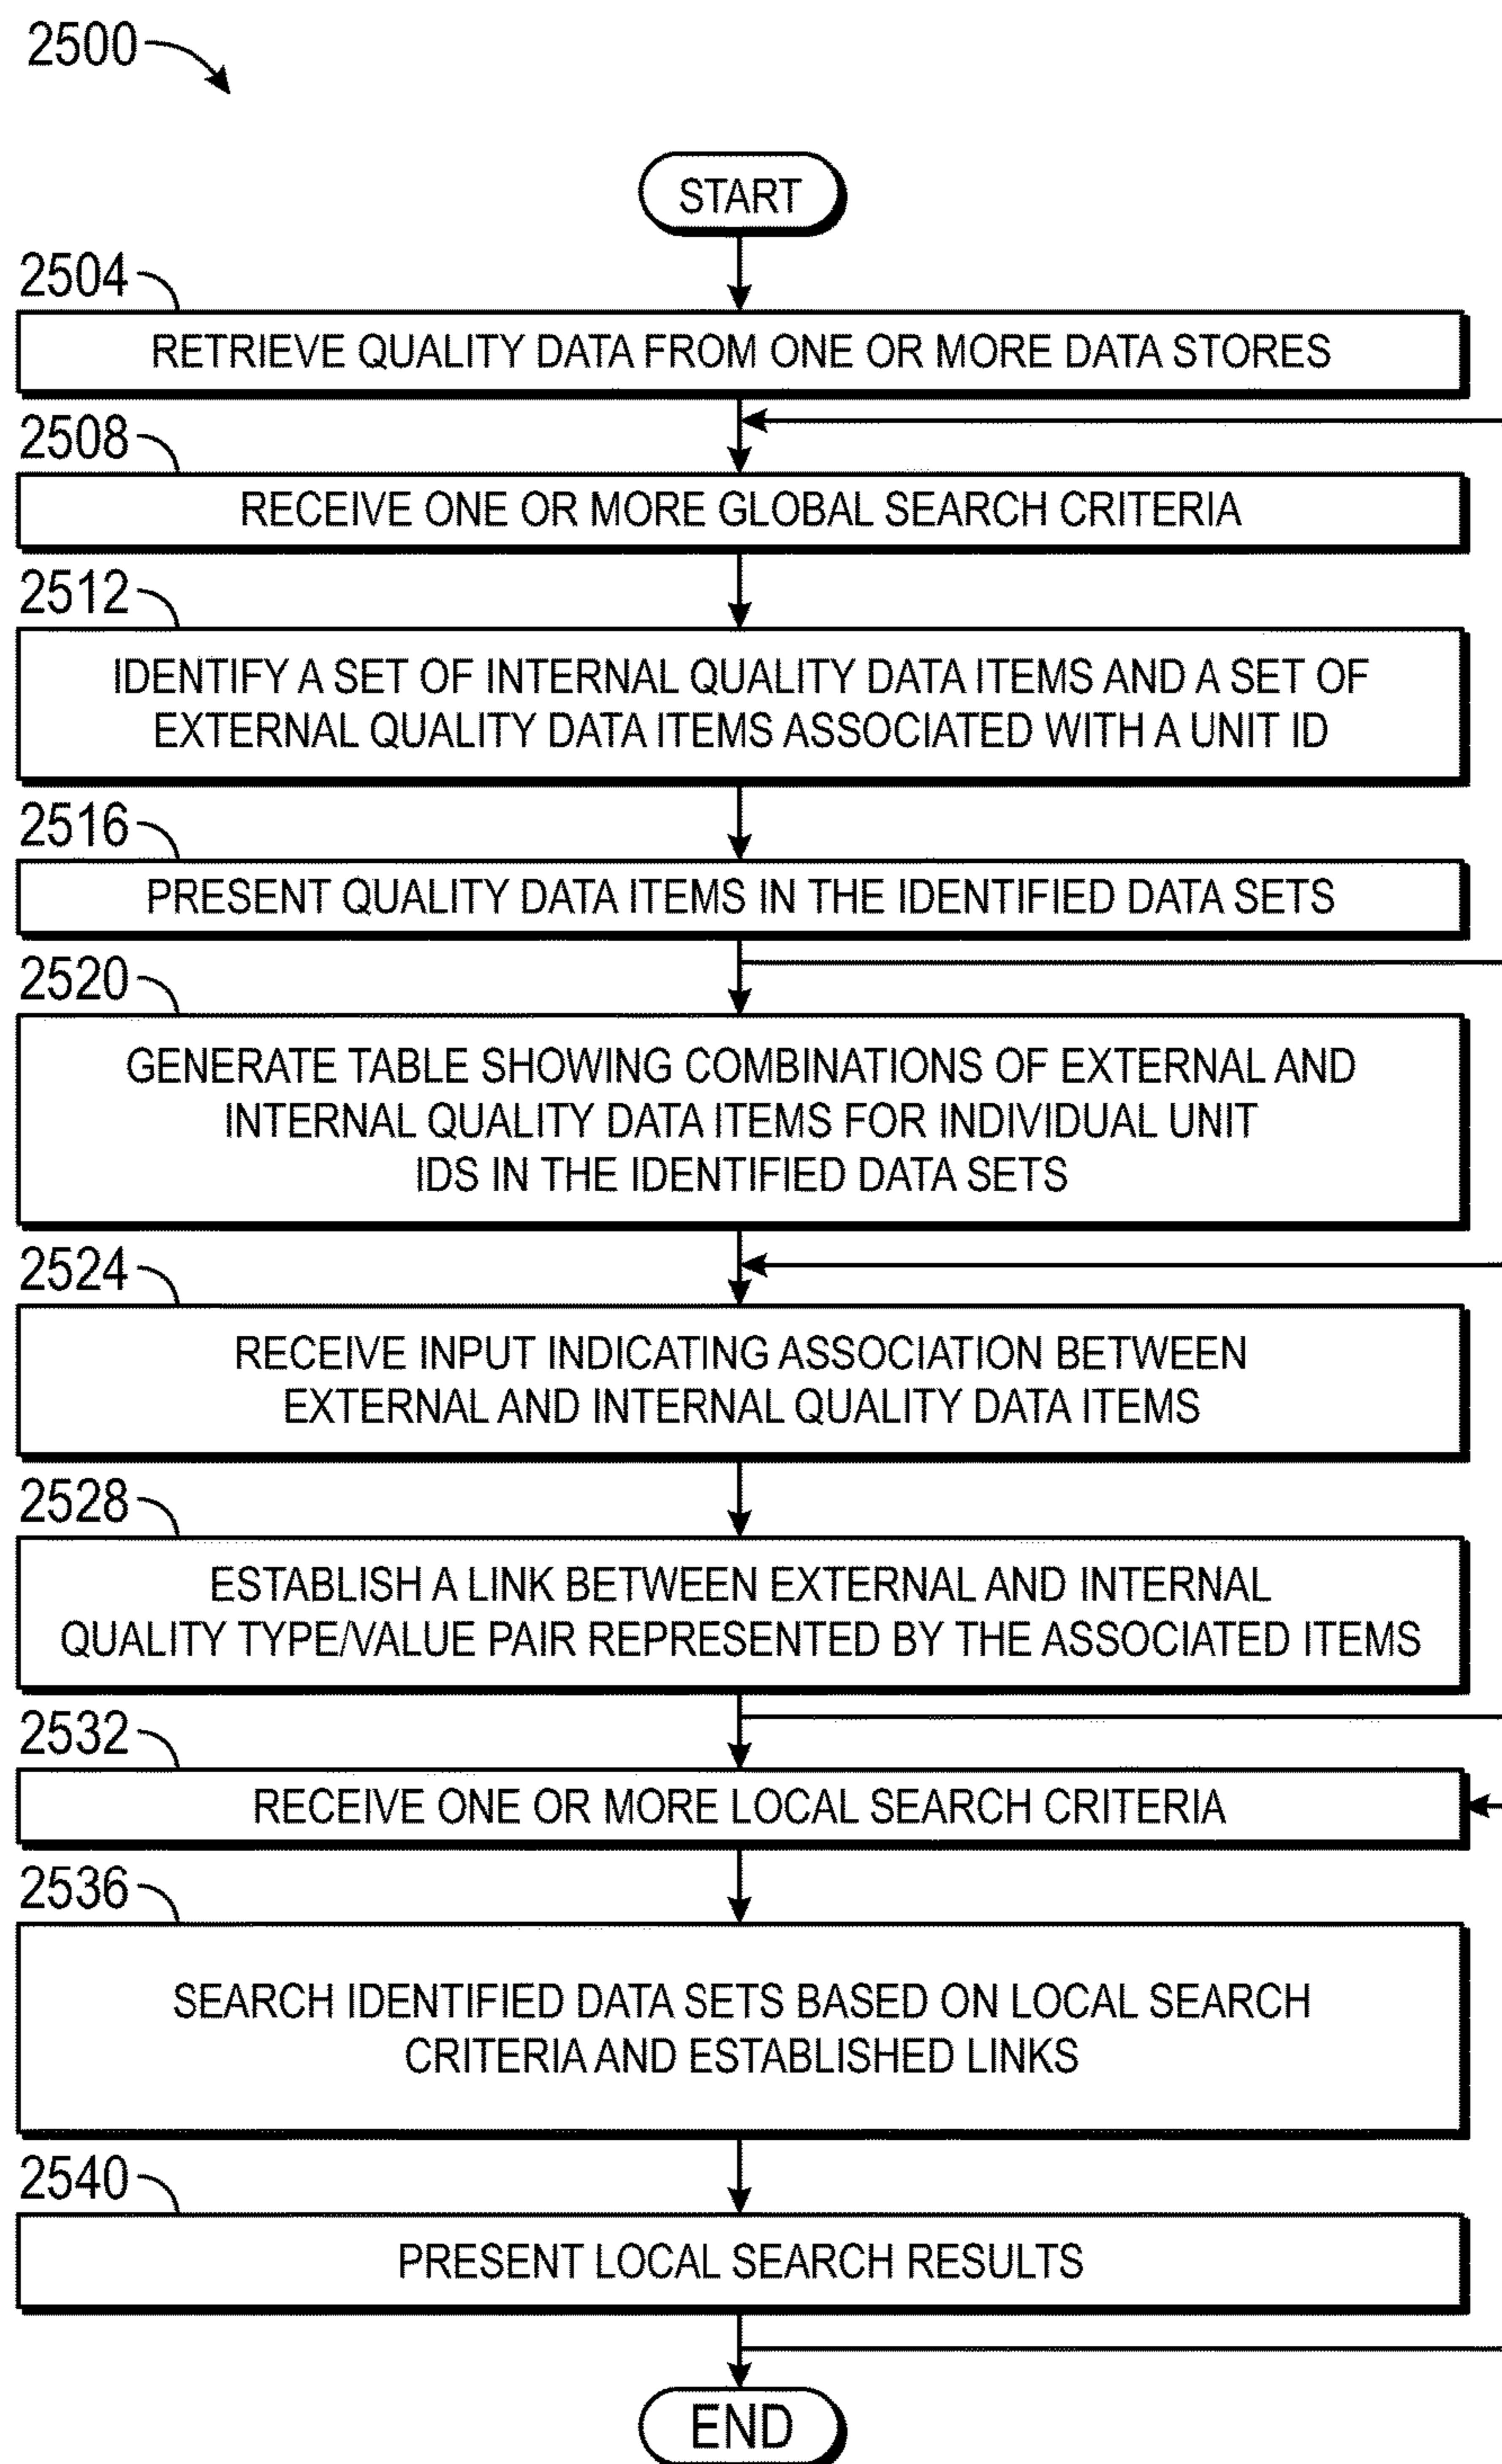 2500
START
2504
RETRIEVE QUALITY DATA FROM ONE OR MORE DATA STORES
2508
RECEIVE ONE OR MORE GLOBAL SEARCH CRITERIA
2512
IDENTIFY A SET OF INTERNAL QUALITY DATA ITEMS AND A SET OF
EXTERNAL QUALITY DATA ITEMS ASSOCIATED WITH A UNIT ID
2516
PRESENT QUALITY DATA ITEMS IN THE IDENTIFIED DATA SETS
2520
GENERATE TABLE SHOWING COMBINATIONS OF EXTERNAL AND
INTERNAL QUALITY DATA ITEMS FOR INDIVIDUAL UNIT
IDS IN THE IDENTIFIED DATA SETS
2524
RECEIVE INPUT INDICATING ASSOCIATION BETWEEN
EXTERNAL AND INTERNAL QUALITY DATA ITEMS
2528
ESTABLISH A LINK BETWEEN EXTERNAL AND INTERNAL
QUALITY TYPE/VALUE PAIR REPRESENTED BY THE ASSOCIATED ITEMS
2532
RECEIVE ONE OR MORE LOCAL SEARCH CRITERIA
2536
SEARCH IDENTIFIED DATA SETS BASED ON LOCAL SEARCH
CRITERIA AND ESTABLISHED LINKS
2540
PRESENT LOCAL SEARCH RESULTS
END